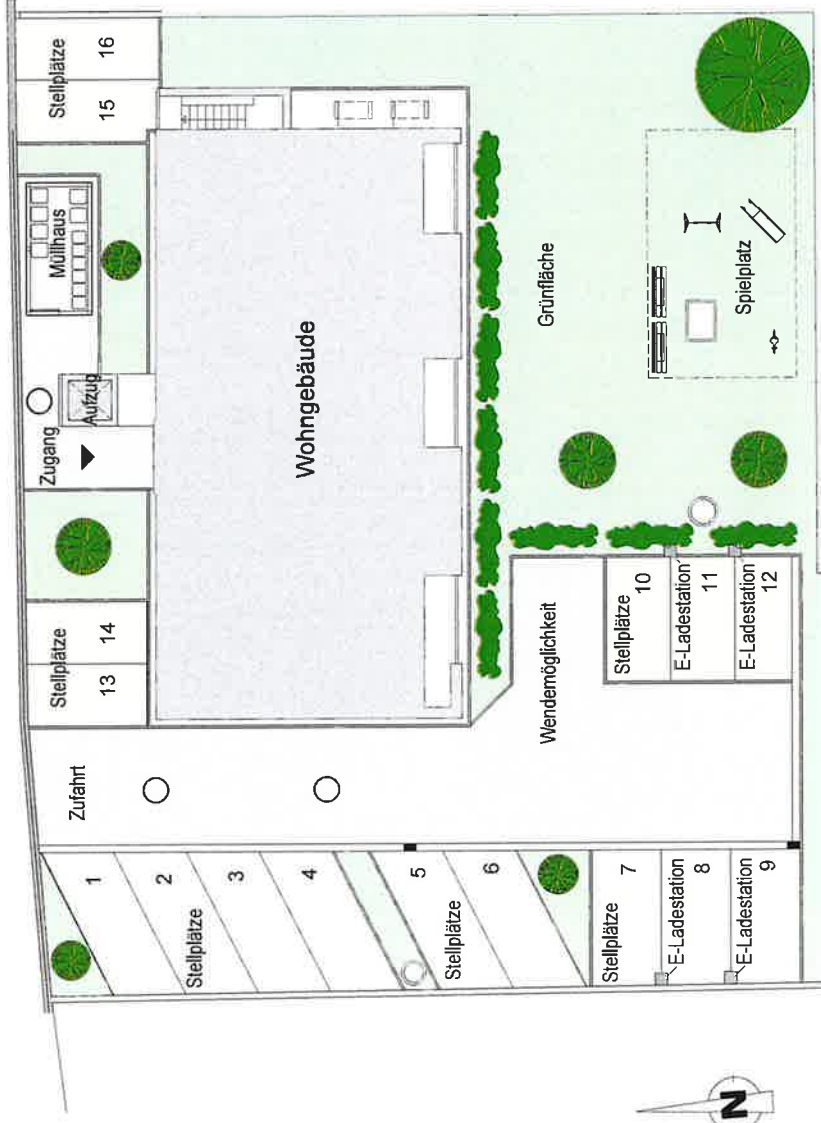 Stellplätze
16
15
Müllhaus
Aufzug
Zugang
Wohngebäude
Grünfläche
Spielplatz
Stellplätze
14
13
Stellplätze
10
E-Ladestation
11
E-Ladestation
12
Wendemöglichkeit
Zufahrt
1
2
3
4
Stellplätze
5
6
Stellplätze
7
Stellplätze
E-Ladestation
8
E-Ladestation
9
N